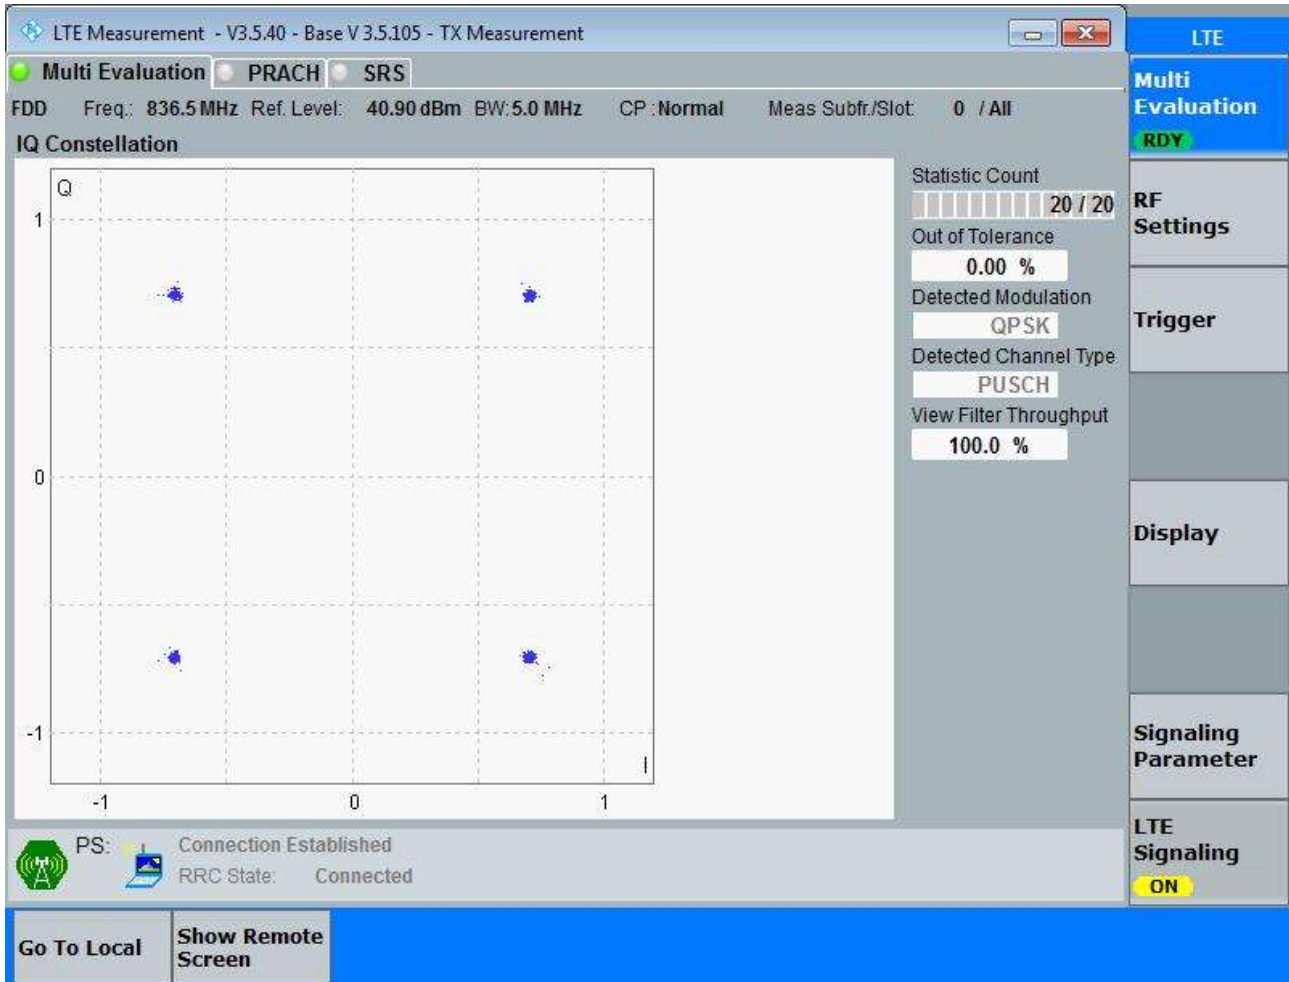 LTE Measurement - V3.5.40 - Base V 3.5.105 - TX Measurement
LTE
Multi Evaluation PRACH SRS
FDD Freq.: 836.5 MHz Ref. Level: 40.90 dBm BW: 5.0 MHz CP : Normal Meas Subfr./Slot: 0 / All
IQ Constellation
Q
1
0
-1
I
-1 0 1
Statistic Count
20 / 20
Out of Tolerance
0.00 %
Detected Modulation
QPSK
Detected Channel Type
PUSCH
View Filter Throughput
100.0 %
Multi
Evaluation
RDY
RF
Settings
Trigger
Display
Signaling
Parameter
LTE
Signaling
ON
PS: Connection Established
RRC State: Connected
Go To Local
Show Remote
Screen